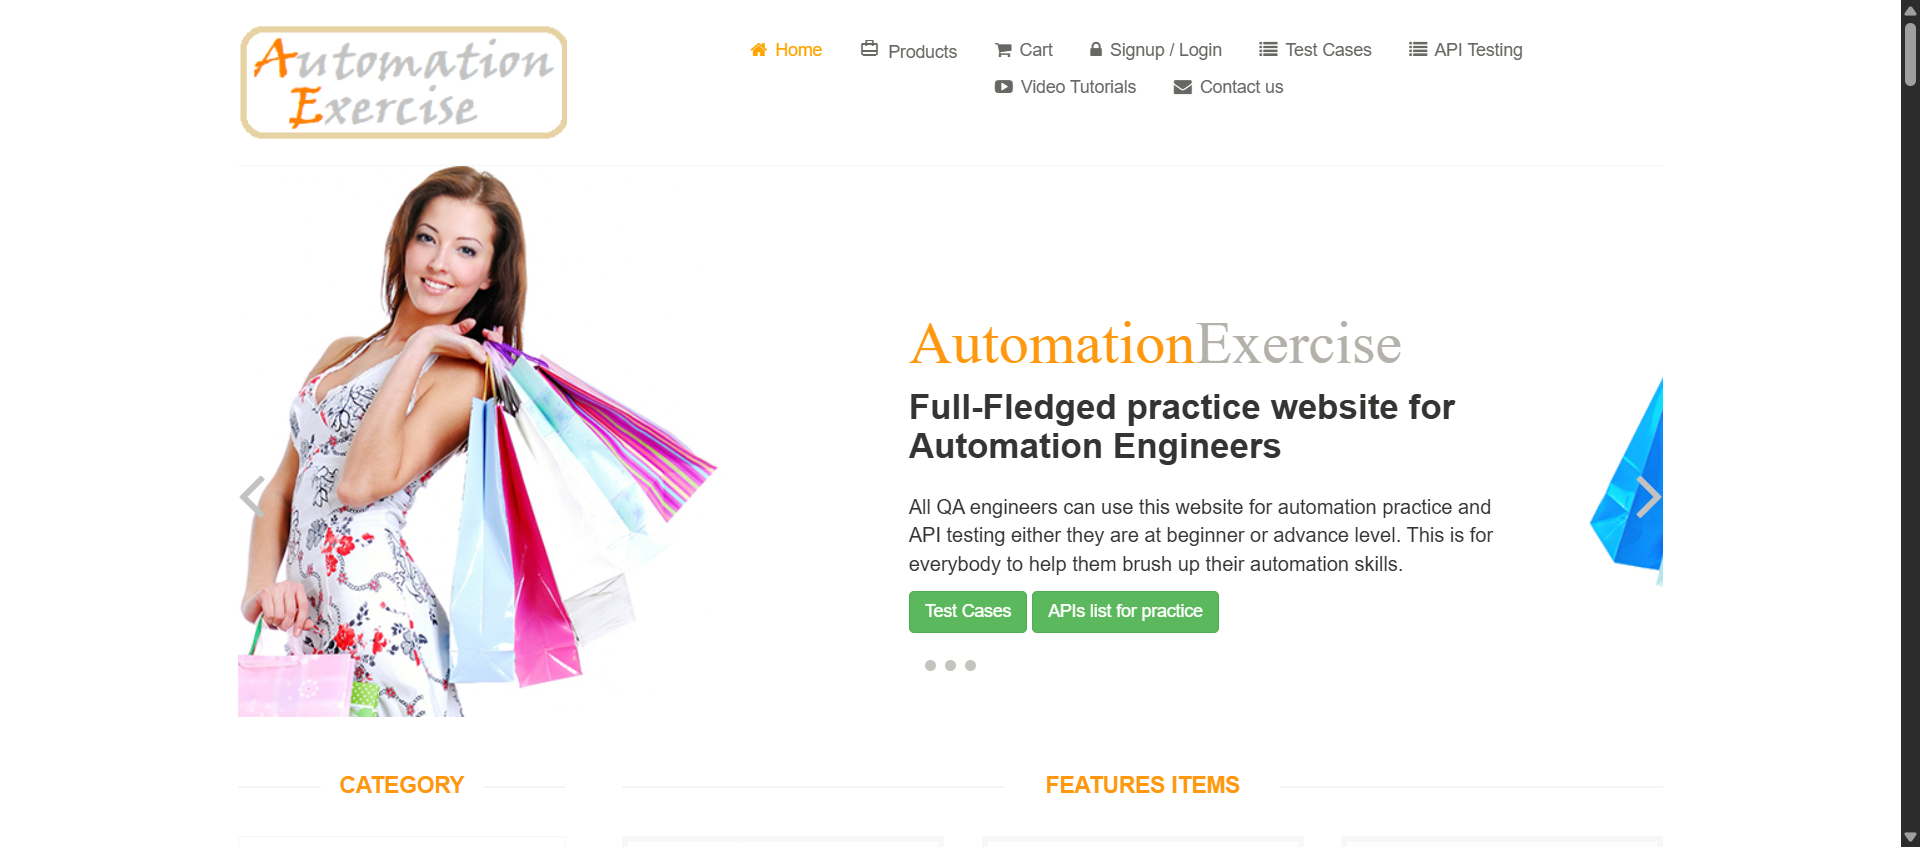 Automation
Exercise
Home
Products
Cart
Signup / Login
Test Cases
API Testing
Video Tutorials
Contact us
AutomationExercise
Full-Fledged practice website for
Automation Engineers
All QA engineers can use this website for automation practice and
API testing either they are at beginner or advance level. This is for
everybody to help them brush up their automation skills.
Test Cases
APIs list for practice
CATEGORY
FEATURES ITEMS